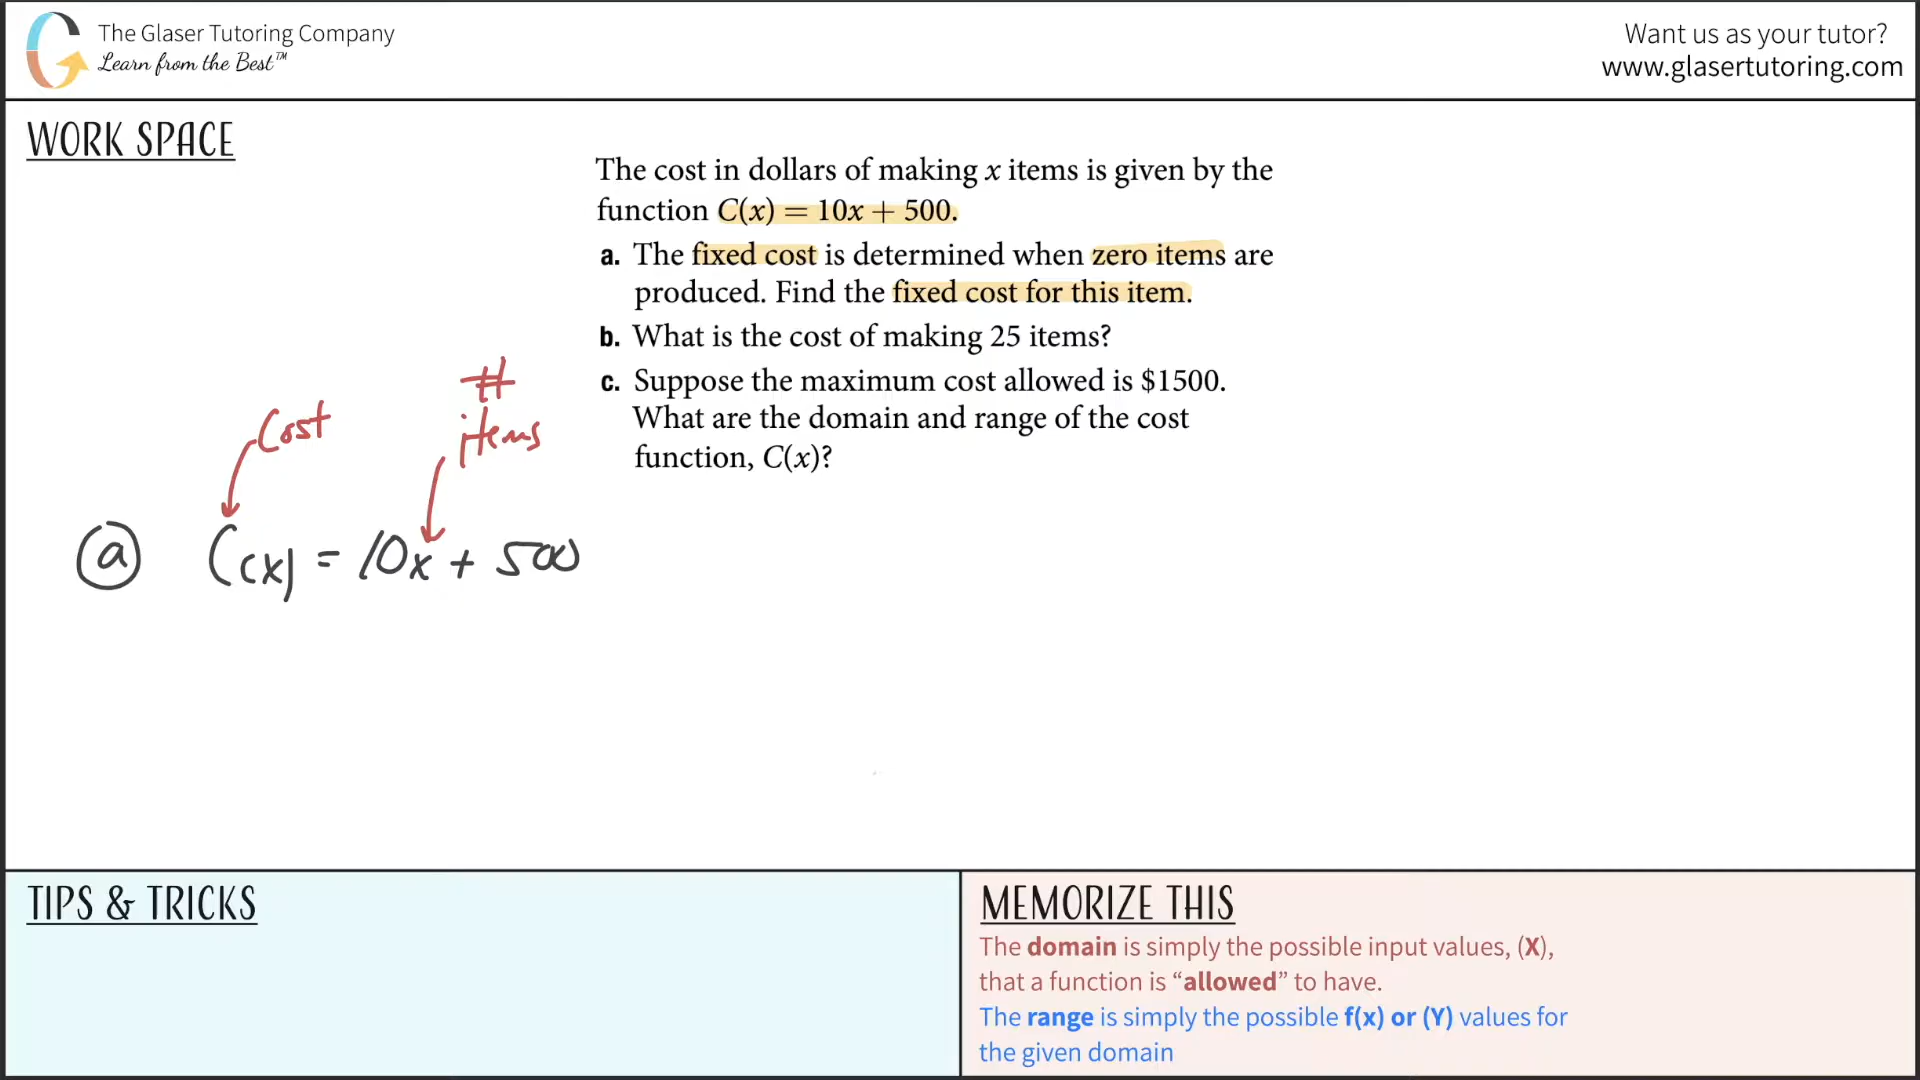 The Glaser Tutoring Company
Learn from the Best™
Want us as your tutor?
www.glasertutoring.com
WORK SPACE
The cost in dollars of making x items is given by the
function C(x) = 10x + 500.
a. The fixed cost is determined when zero items are
produced. Find the fixed cost for this item.
b. What is the cost of making 25 items?
c. Suppose the maximum cost allowed is $1500.
What are the domain and range of the cost
function, C(x)?
#
items
Cost
a C(x) = 10x + 500
TIPS & TRICKS
MEMORIZE THIS
The domain is simply the possible input values, (X),
that a function is “allowed” to have.
The range is simply the possible f(x) or (Y) values for
the given domain